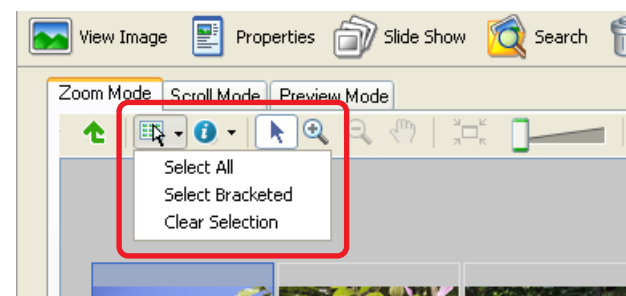 View Image Properties Slide Show Search
Zoom Mode Scroll Mode Preview Mode
Select All
Select Bracketed
Clear Selection